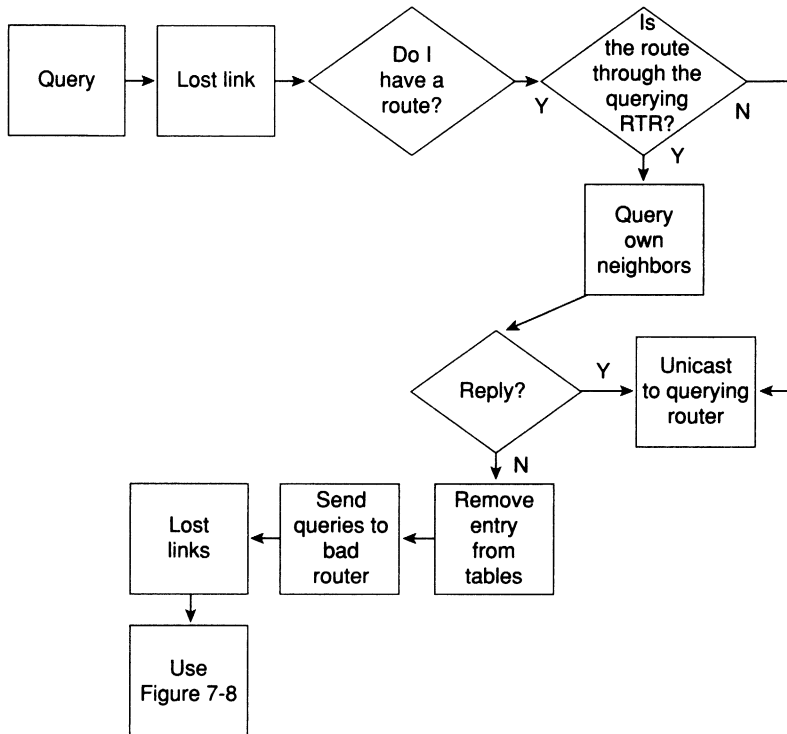 Query
Lost link
Do I
have a
route?
Y
Is
the route
through the
querying
RTR?
N
Y
Query
own
neighbors
Reply?
Y
Unicast
to querying
router
N
Lost
links
Send
queries to
bad
router
Remove
entry
from
tables
Use
Figure 7-8